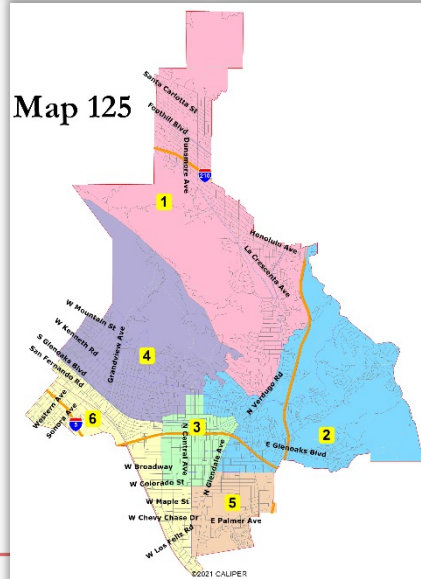 Map 125
Santa Carlotta St
Foothill Blvd
Dunsmore Ave
210
1
Honolulu Ave
La Crescenta Ave
W Mountain St
W Kenneth Rd
S Glenoaks Blvd
San Fernando Rd
Grandview Ave
4
Western Ave
Sonora Ave
5
6
N Verdugo Rd
2
3
N Central Ave
N Glendale Ave
E Glenoaks Blvd
W Broadway
W Colorado St
W Maple St
5
W Chevy Chase Dr
E Palmer Ave
W Los Feliz Rd
©2021 CALIPER